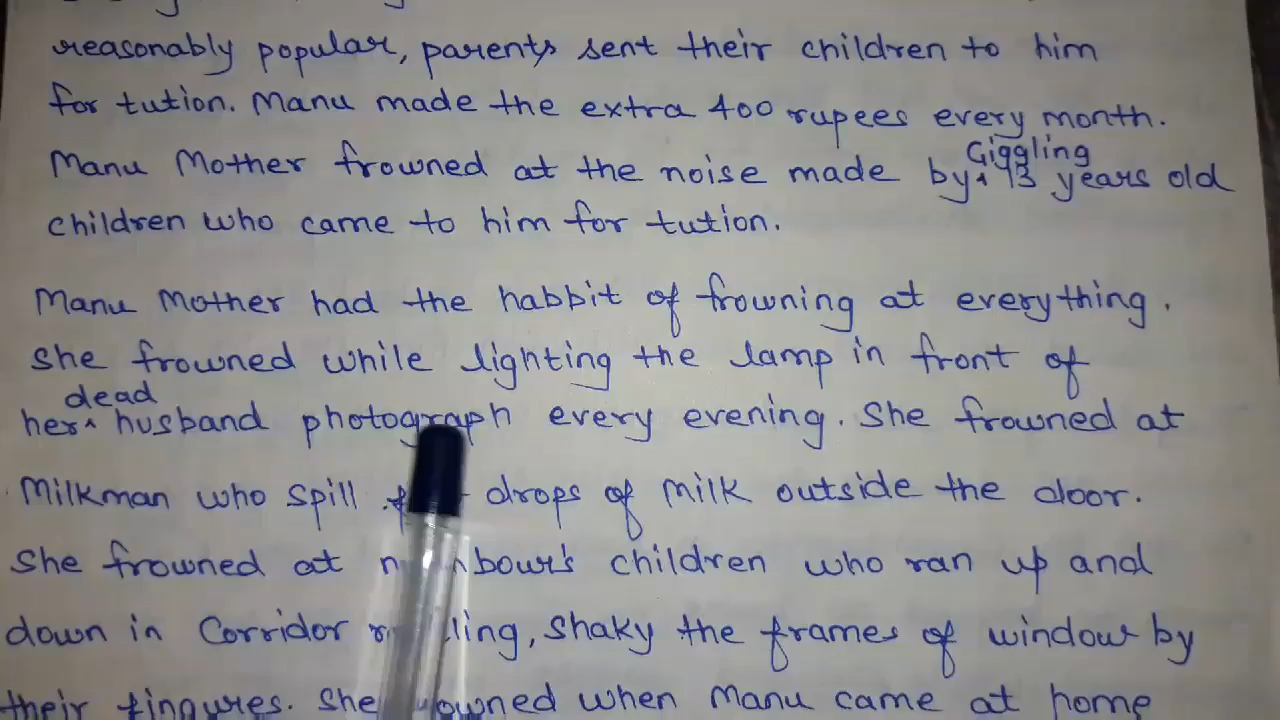 reasonably popular, parents sent their children to him
for tution. Manu made the extra 400 rupees every month.
Giggling
Manu Mother frowned at the noise made by^ 13 years old
children who came to him for tution.
Manu Mother had the habbit of frowning at everything.
She frowned while lighting the lamp in front of
dead
her^ husband photograph every evening. She frowned at
Milkman who spill drops of milk outside the door.
She frowned at children who ran up and
down in Corridor shaky the frames of window by
their fingures. She when Manu came at home